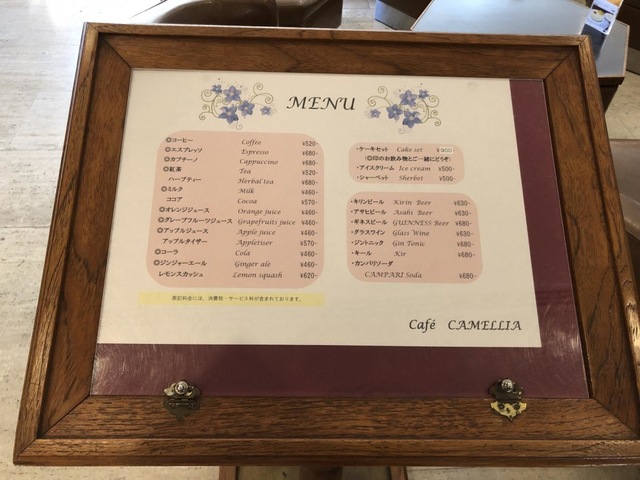 MENU
◎コーヒー Coffee ¥520-
◎エスプレッソ Espresso ¥680-
◎カプチーノ Cappuccino ¥680-
◎紅茶 Tea ¥520-
ハーブティー Herbal tea ¥680-
◎ミルク Milk ¥460-
ココア Cocoa ¥570-
◎オレンジジュース Orange juice ¥460-
◎グレープフルーツジュース Grapefruits juice ¥460-
◎アップルジュース Apple juice ¥460-
アップルタイザー Appletiser ¥570-
◎コーラ Cola ¥460-
◎ジンジャーエール Ginger ale ¥460-
レモンスカッシュ Lemon squash ¥620-
表記料金には、消費税・サービス料が含まれております。
・ケーキセット Cake set ¥900
(◎印のお飲み物とご一緒にどうぞ)
・アイスクリーム Ice cream ¥500-
・シャーベット Sherbet ¥500-
・キリンビール Kirin Beer ¥630-
・アサヒビール Asahi Beer ¥630-
・ギネスビール GUINNESS Beer ¥680-
・グラスワイン Glass Wine ¥630-
・ジントニック Gin Tonic ¥680-
・キール Kir ¥680-
・カンパリソーダ
CAMPARI Soda ¥680-
Café CAMELLIA